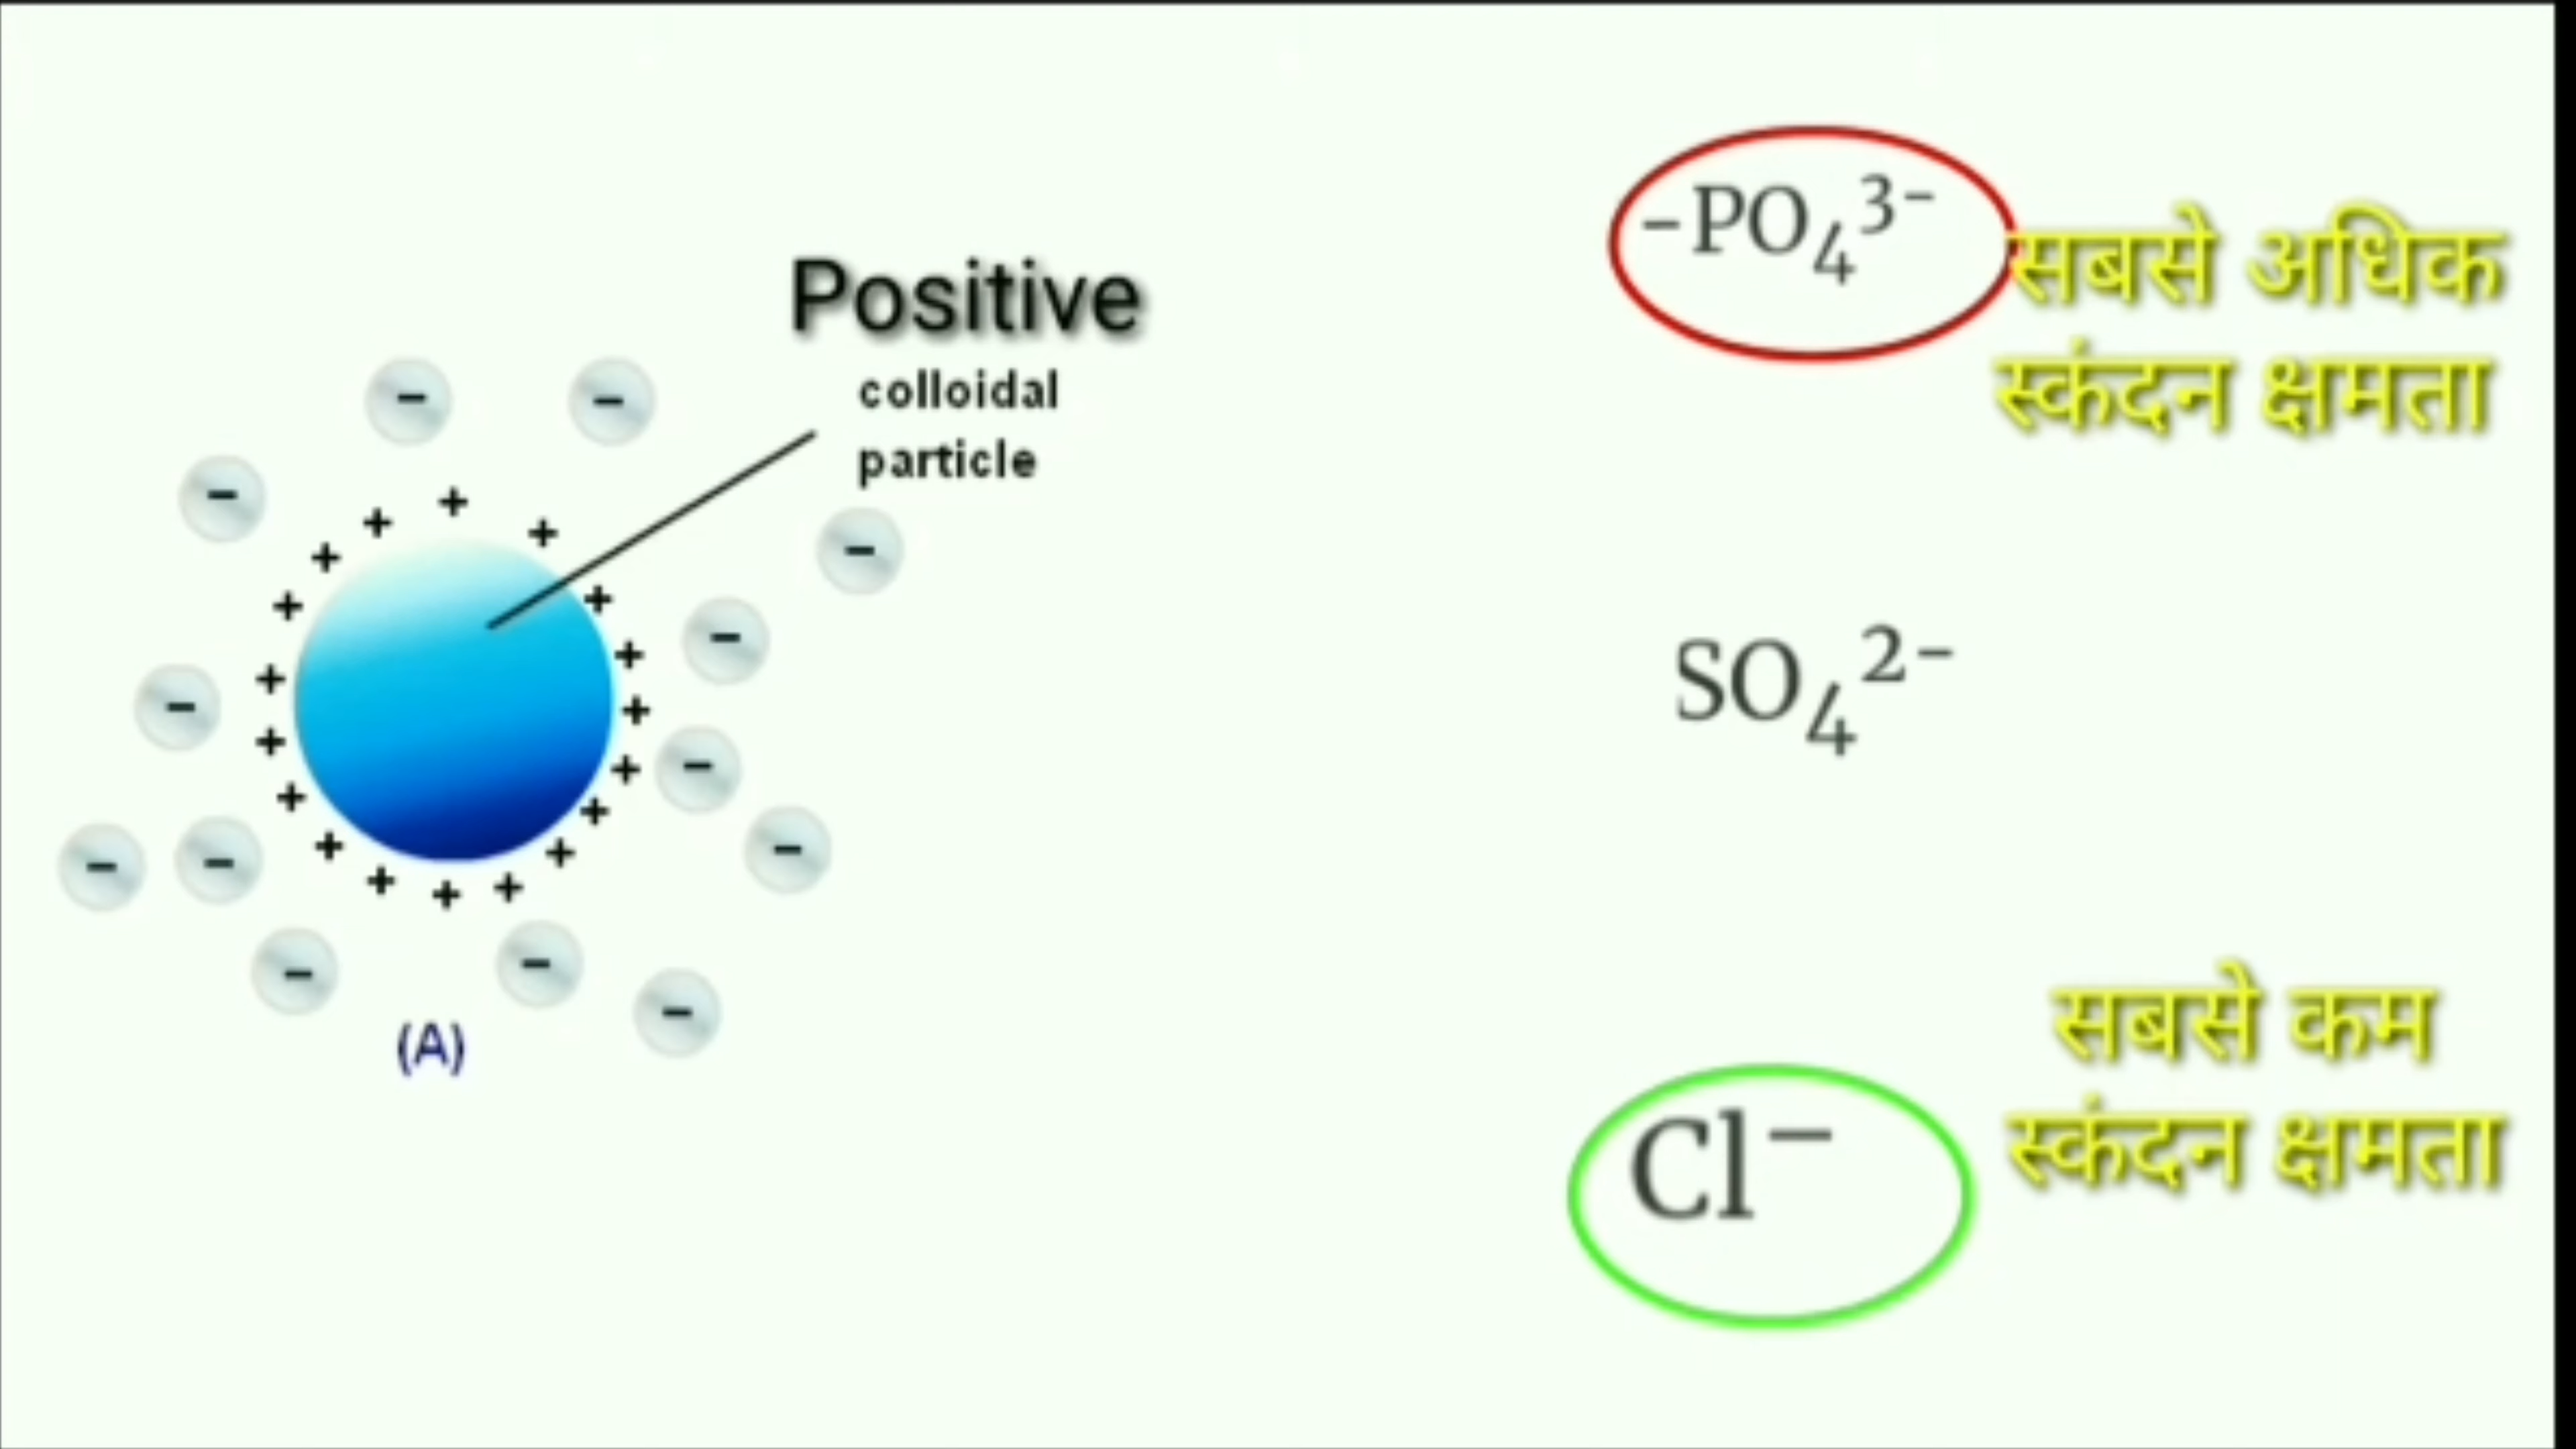 Positive
colloidal
particle
(A)
-PO₄³⁻
सबसे अधिक
स्कंदन क्षमता
SO₄²⁻
सबसे कम
स्कंदन क्षमता
Cl⁻